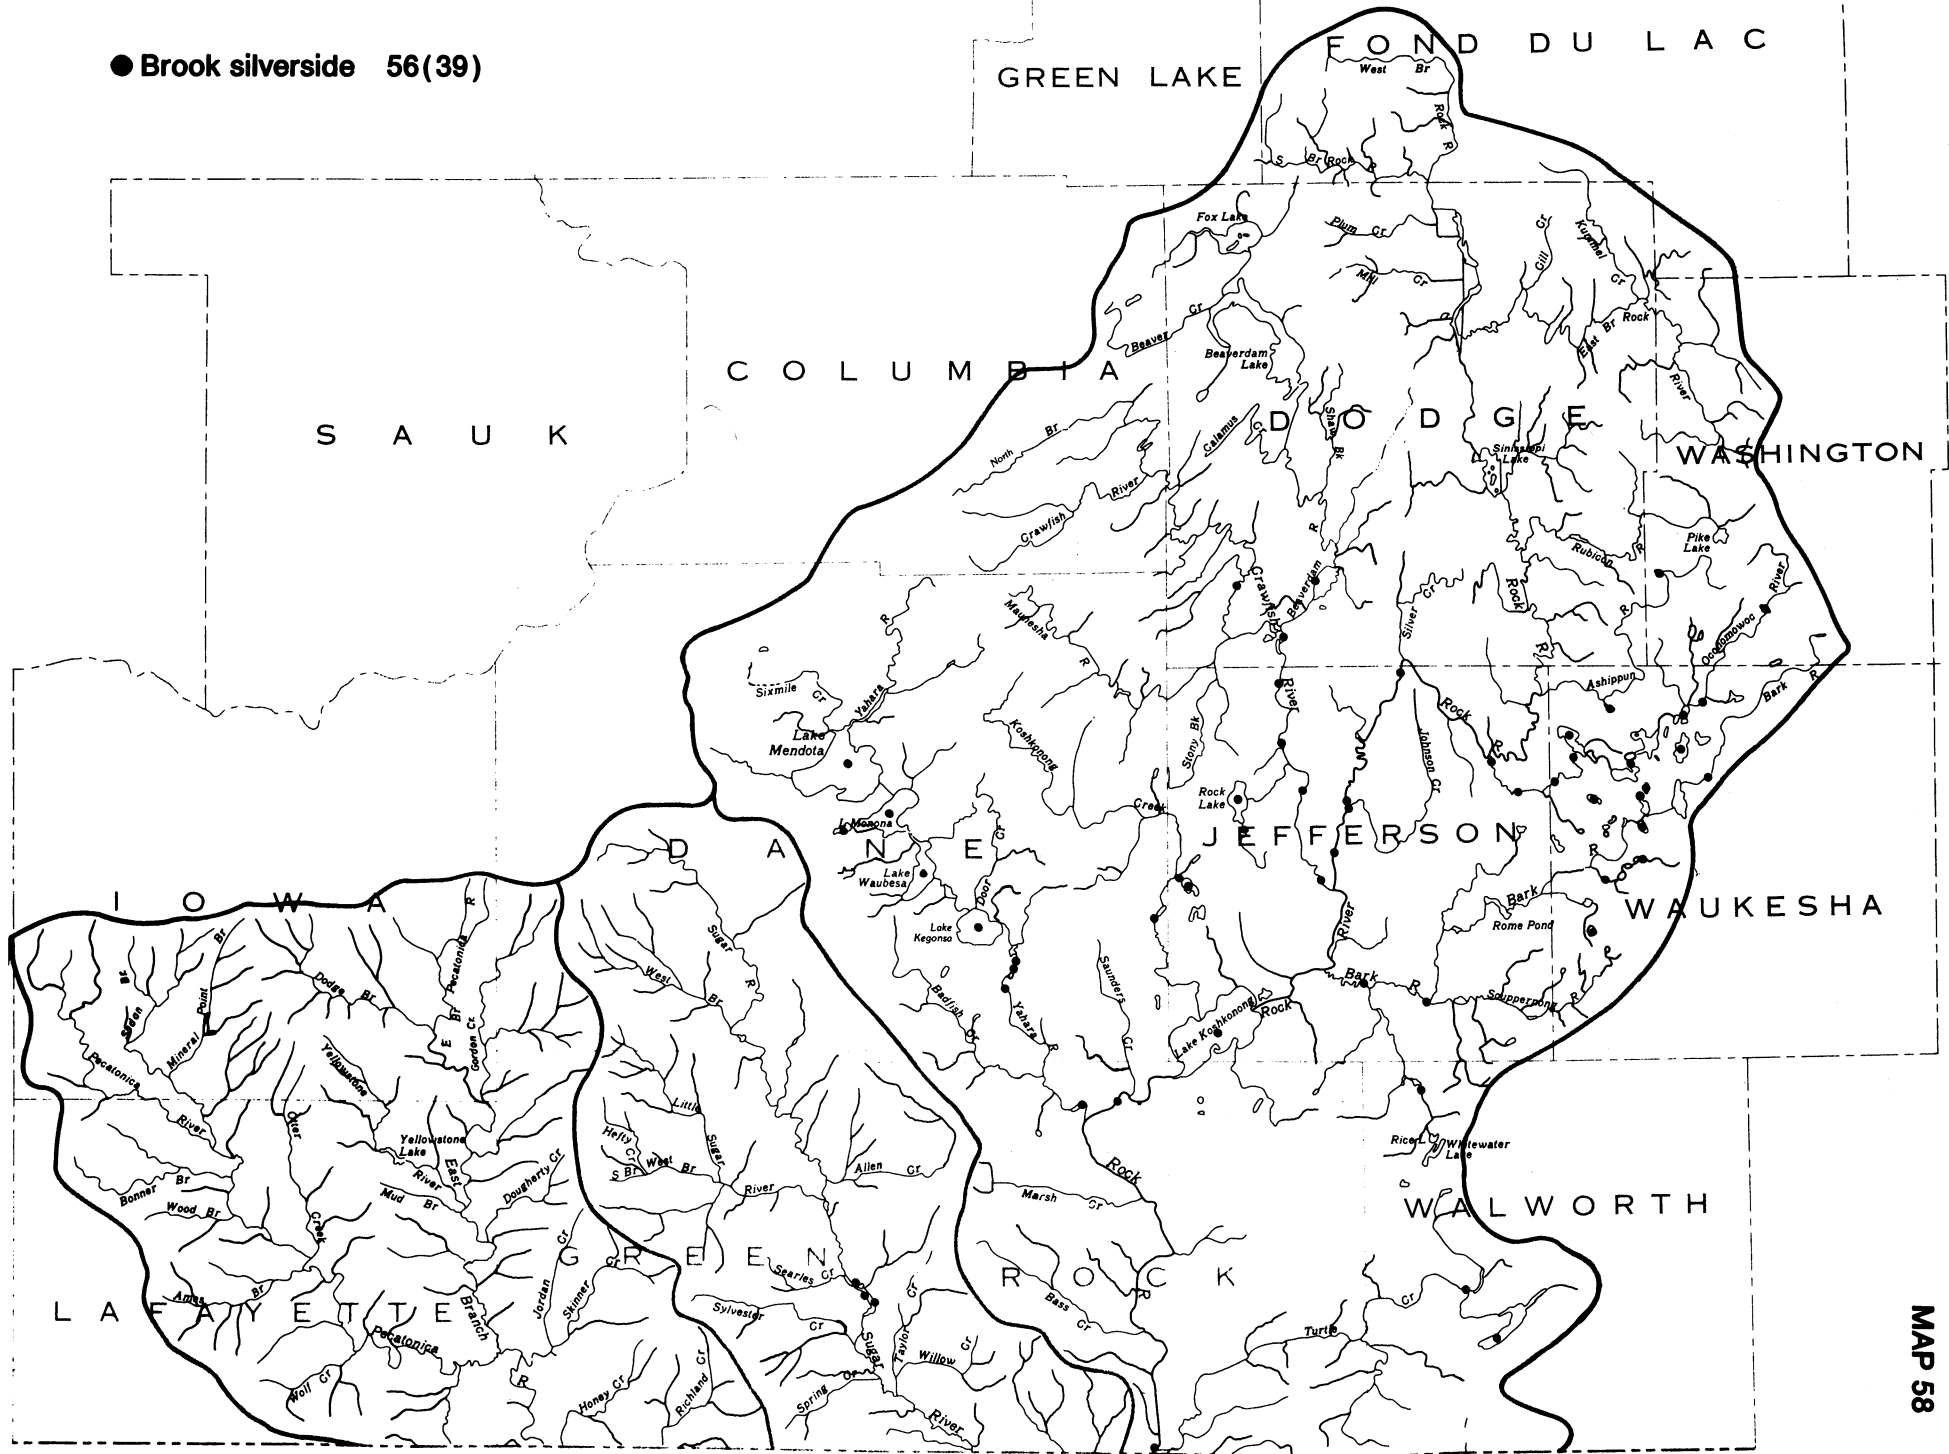 ● Brook silverside 56(39)
FOND DU LAC
GREEN LAKE
West Br
Rock R
S Br Rock R
Fox Lake
Plum Cr
Mill Cr
Gill Cr
Kummel Cr
East Br Rock River
Beaver Cr
Beaverdam Lake
COLUMBIA
SAUK
DODGE
WASHINGTON
North Br
Crawfish River
Calamus Cr
Shaw Bk
Sinissippi Lake
Rubicon R
Pike Lake
Crawfish River
Beaverdam R
Silver Cr
Rock R
Oconomowoc River
Ashippun R
Bark R
Maunesha R
Sixmile Cr
Yahara R
Lake Mendota
Koshkonong Creek
Stony Bk
Johnson Cr
Rock R
Rock Lake
L Monona
Lake Waubesa
Door Cr
Lake Kegonsa
DANE
JEFFERSON
WAUKESHA
IOWA
Bark R
Rome Pond
Scupperpong R
Bark R
River
Rock
Lake Koshkonong
Saunders Cr
Badfish Cr
Yahara R
Sugar R
West Br
E Br Pecatonica R
Gordon Cr
Dodge Br
Mineral Point Br
Pecatonica River
Yellowstone
Yellowstone Lake
River
East Branch
Otter Creek
Bonner Br
Wood Br
Mud Br
Dougherty Cr
Ames Br
LAFAYETTE
Pecatonica R
Wolf Cr
Honey Cr
Richland Cr
Jordan Cr
Skinner Cr
GREEN
Little Sugar River
Hefty Cr
S Br
West Br
Allen Cr
Searles Cr
Sylvester Cr
Sugar River
Taylor Cr
Willow Cr
Spring Cr
Rock R
Marsh Cr
Bass Cr
ROCK
Turtle Cr
Rice L
Whitewater Lake
WALWORTH
MAP 58